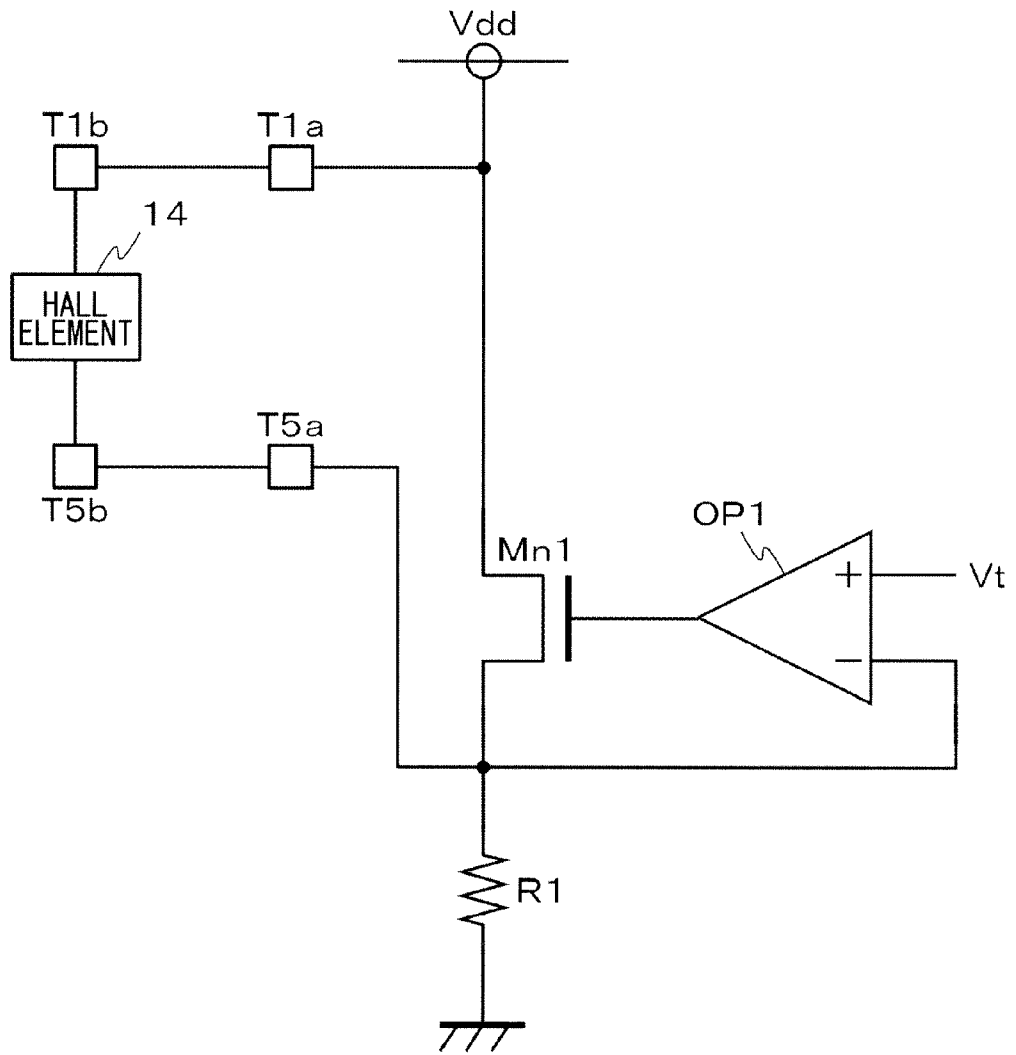 Vdd
T1b
T1a
14
HALL
ELEMENT
T5a
T5b
OP1
Mn1
+
Vt
−
R1